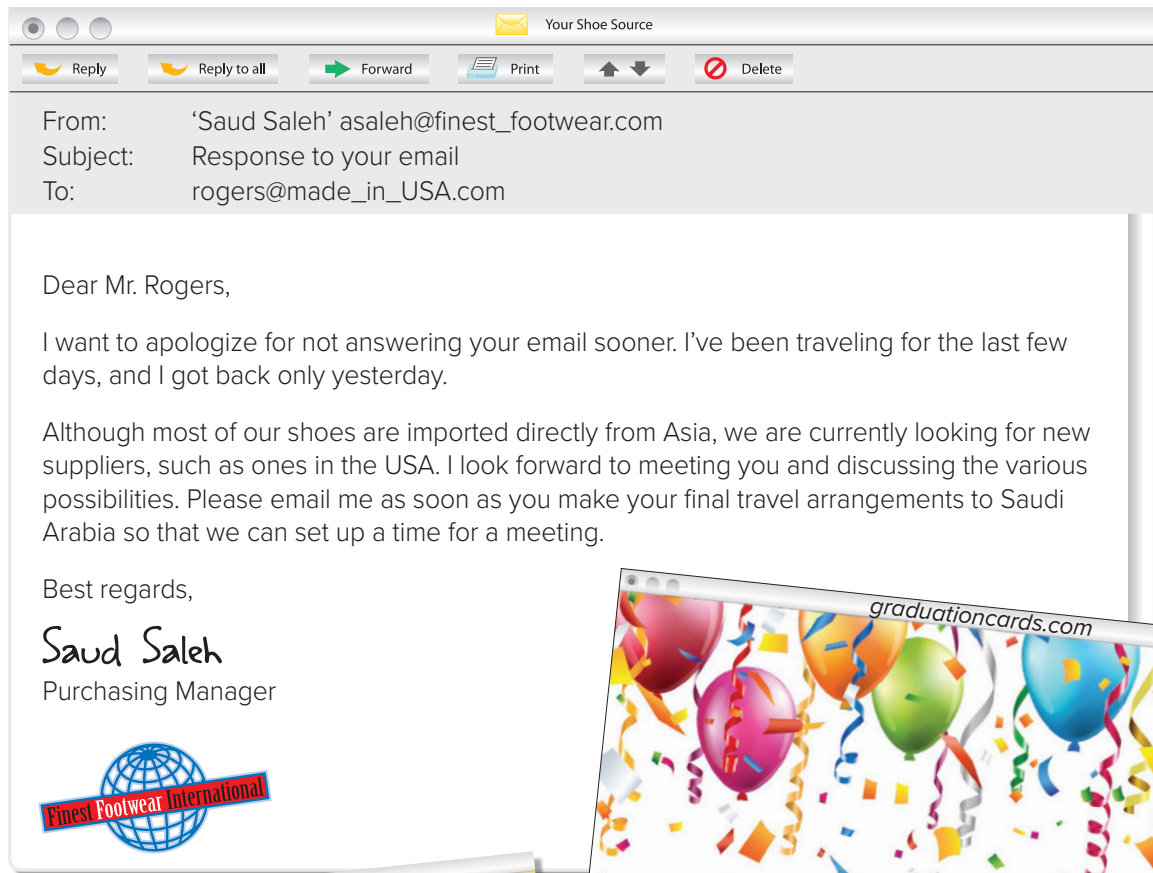 Your Shoe Source
Reply
Reply to all
Forward
Print
Delete
From: ‘Saud Saleh’ asaleh@finest_footwear.com
Subject: Response to your email
To: rogers@made_in_USA.com
Dear Mr. Rogers,
I want to apologize for not answering your email sooner. I’ve been traveling for the last few
days, and I got back only yesterday.
Although most of our shoes are imported directly from Asia, we are currently looking for new
suppliers, such as ones in the USA. I look forward to meeting you and discussing the various
possibilities. Please email me as soon as you make your final travel arrangements to Saudi
Arabia so that we can set up a time for a meeting.
Best regards,
Saud Saleh
Purchasing Manager
Finest Footwear International
graduationcards.com